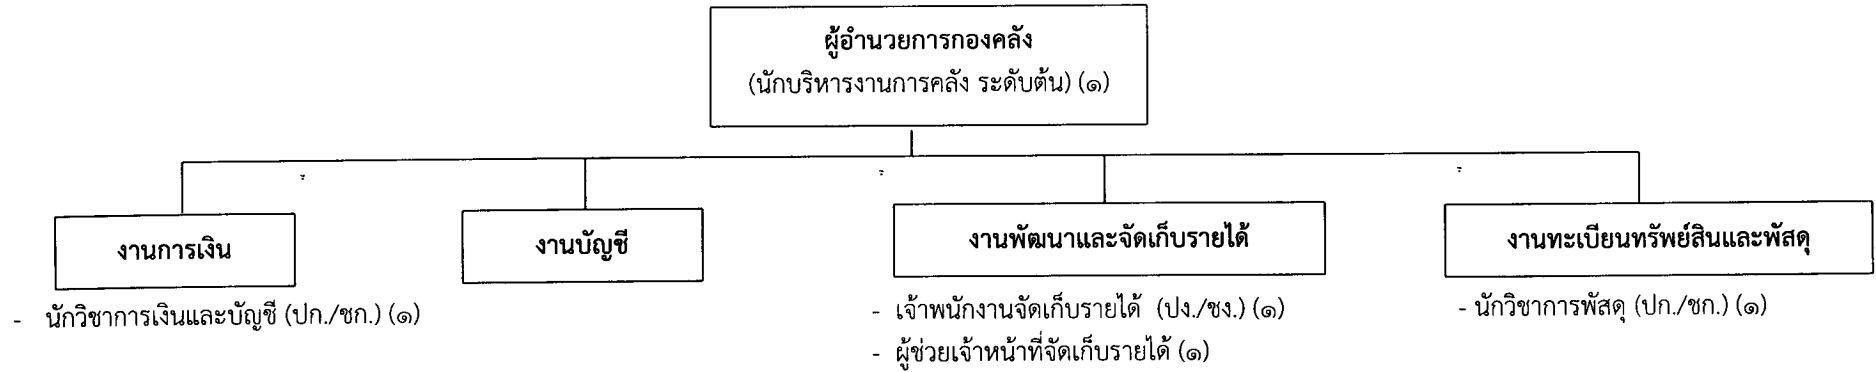 ผู้อำนวยการกองคลัง
(นักบริหารงานการคลัง ระดับต้น) (๑)
งานการเงิน
งานบัญชี
งานพัฒนาและจัดเก็บรายได้
งานทะเบียนทรัพย์สินและพัสดุ
- นักวิชาการเงินและบัญชี (ปก./ชก.) (๑)
- เจ้าพนักงานจัดเก็บรายได้ (ปง./ชง.) (๑)
- ผู้ช่วยเจ้าหน้าที่จัดเก็บรายได้ (๑)
- นักวิชาการพัสดุ (ปก./ชก.) (๑)